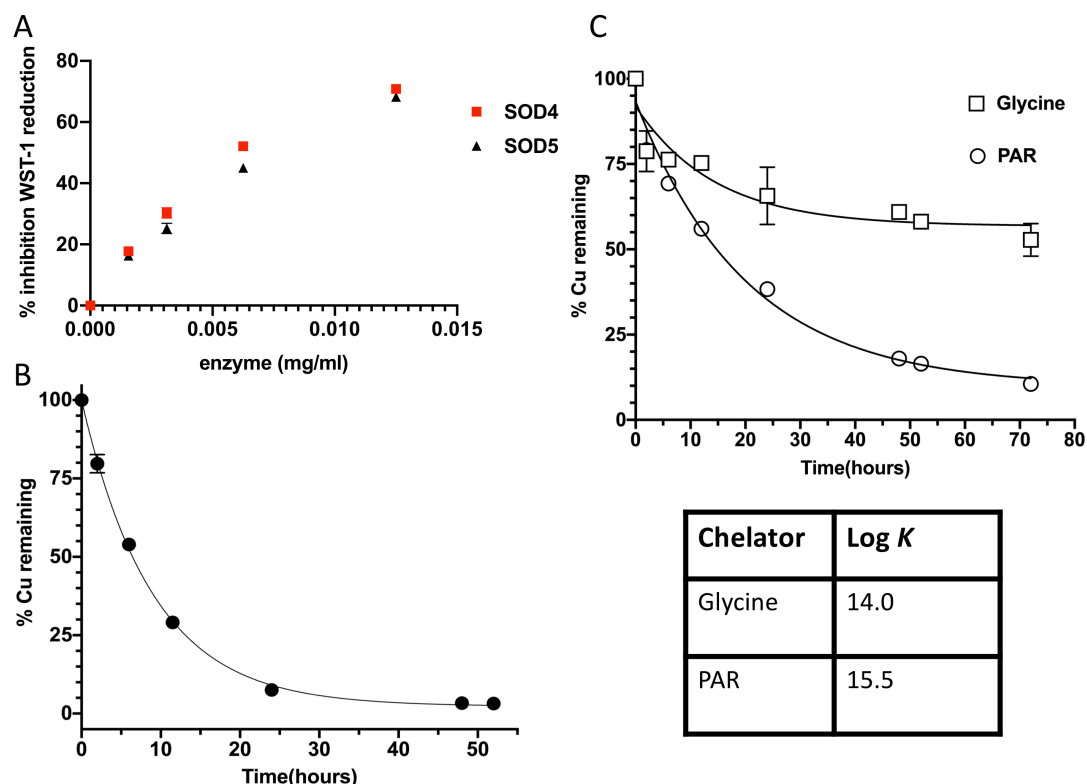 A
% inhibition WST-1 reduction
80
60
40
20
0
0.000
0.005
0.010
0.015
enzyme (mg/ml)
SOD4
SOD5
B
% Cu remaining
100
75
50
25
0
0
10
20
30
40
50
Time(hours)
C
% Cu remaining
100
75
50
25
0
0
10
20
30
40
50
60
70
80
Time(hours)
Glycine
PAR
Chelator Log K
Glycine 14.0
PAR 15.5